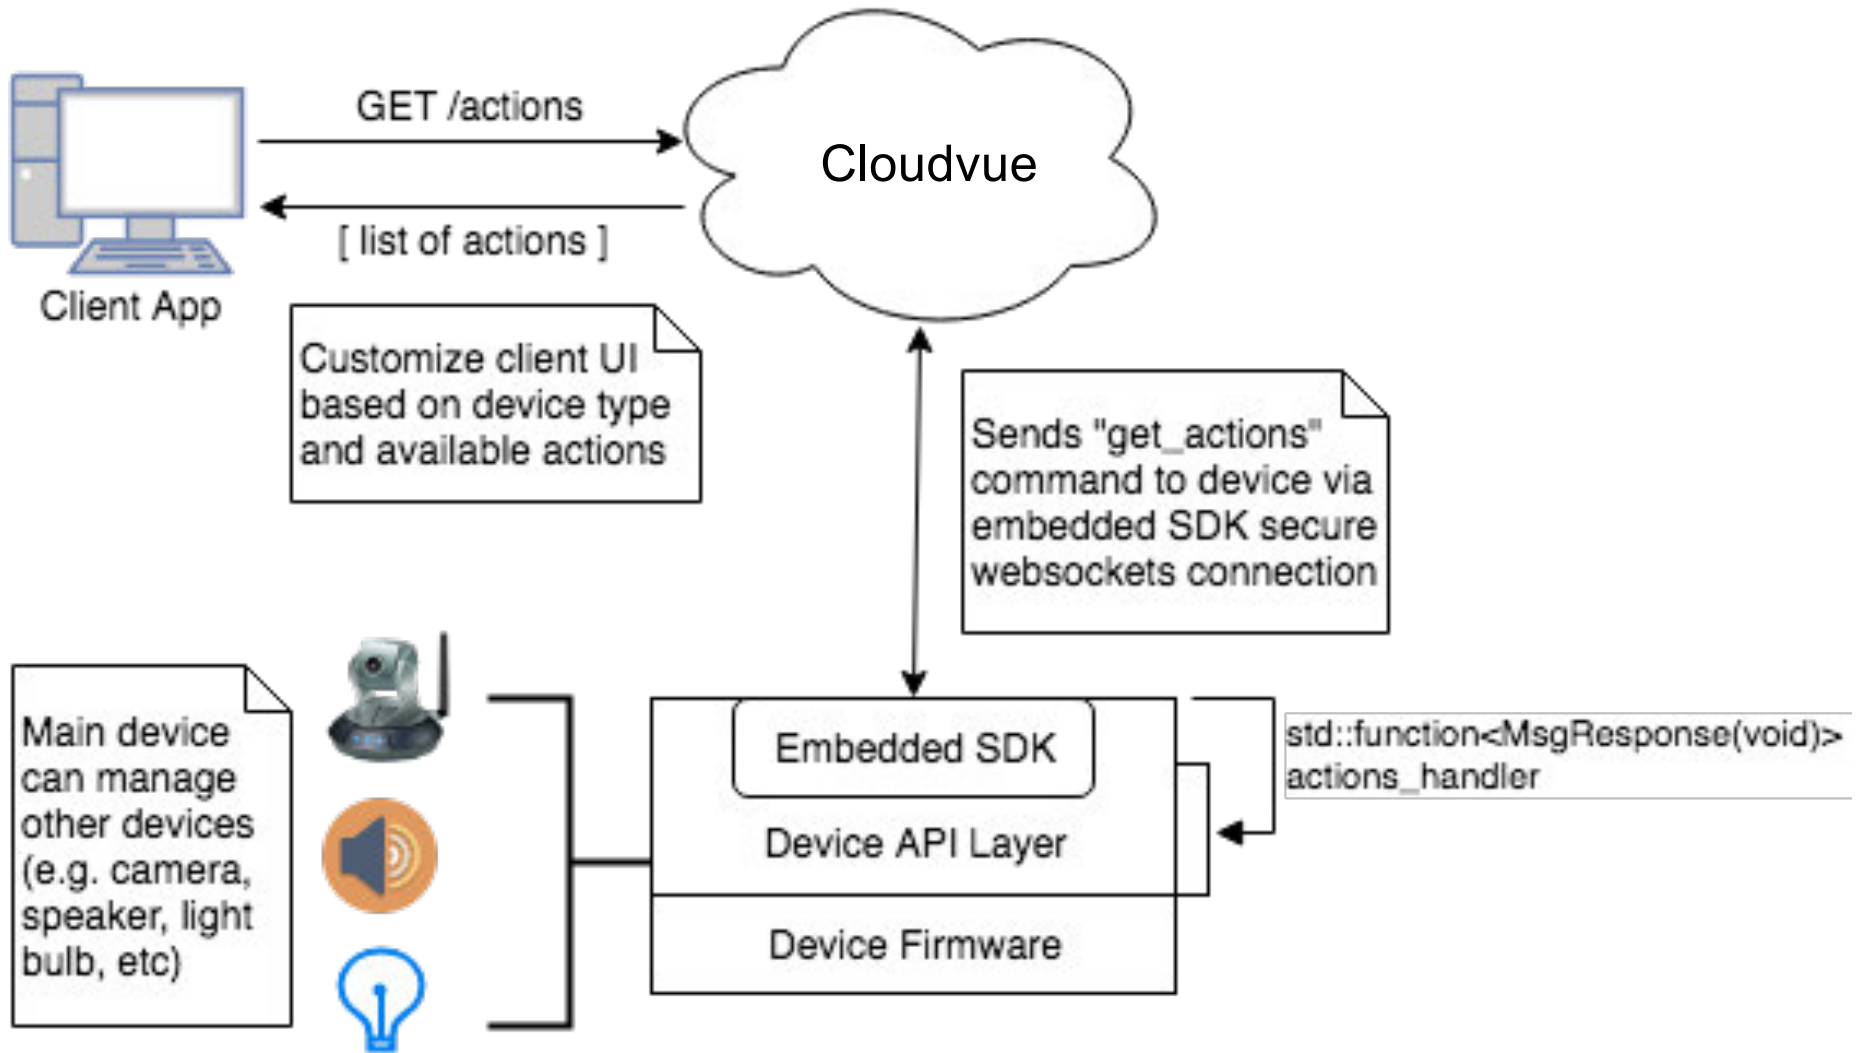 GET /actions
Cloudvue
[ list of actions ]
Client App
Customize client UI
based on device type
and available actions
Sends "get_actions"
command to device via
embedded SDK secure
websockets connection
Main device
can manage
other devices
(e.g. camera,
speaker, light
bulb, etc)
Embedded SDK
Device API Layer
Device Firmware
std::function<MsgResponse(void)>
actions_handler